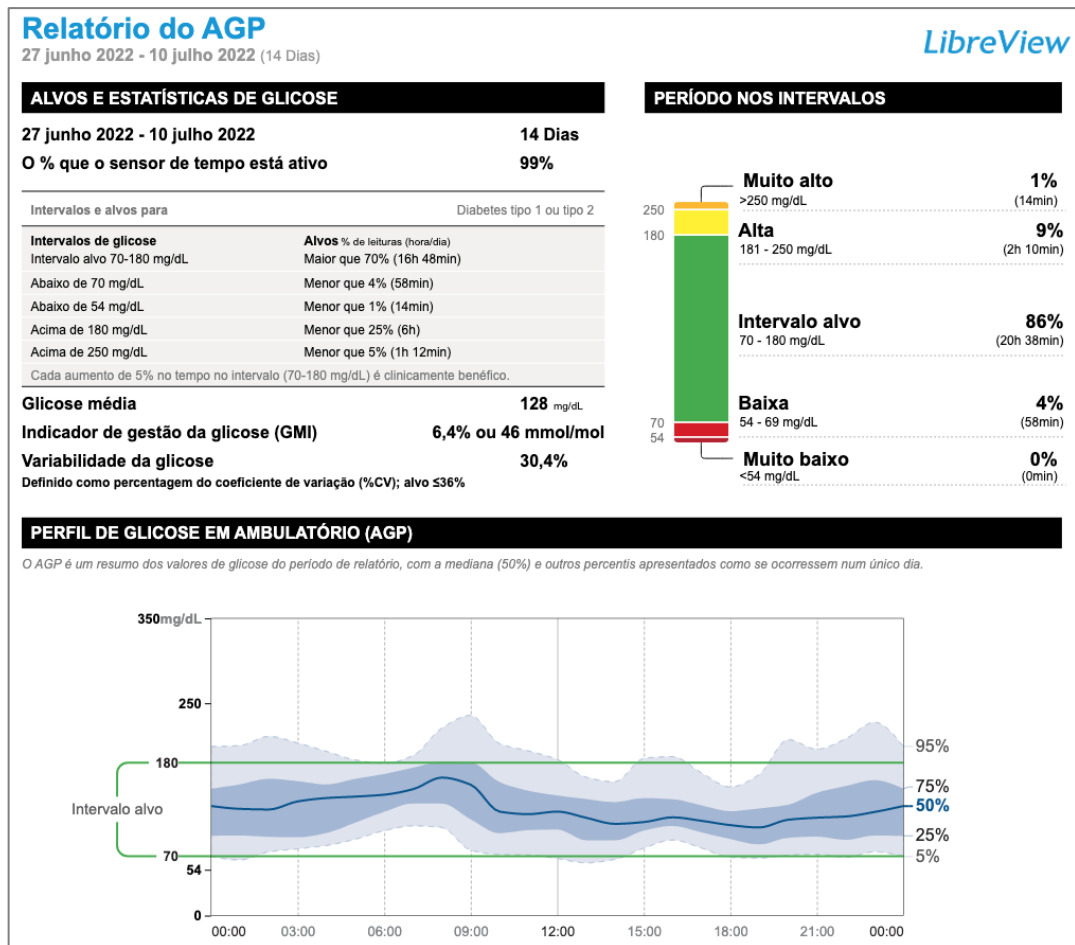 Relatório do AGP
27 junho 2022 - 10 julho 2022 (14 Dias)
LibreView
ALVOS E ESTATÍSTICAS DE GLICOSE
27 junho 2022 - 10 julho 2022 14 Dias
O % que o sensor de tempo está ativo 99%
Intervalos e alvos para Diabetes tipo 1 ou tipo 2
Intervalos de glicose Alvos % de leituras (hora/dia)
Intervalo alvo 70-180 mg/dL Maior que 70% (16h 48min)
Abaixo de 70 mg/dL Menor que 4% (58min)
Abaixo de 54 mg/dL Menor que 1% (14min)
Acima de 180 mg/dL Menor que 25% (6h)
Acima de 250 mg/dL Menor que 5% (1h 12min)
Cada aumento de 5% no tempo no intervalo (70-180 mg/dL) é clinicamente benéfico.
Glicose média 128 mg/dL
Indicador de gestão da glicose (GMI) 6,4% ou 46 mmol/mol
Variabilidade da glicose 30,4%
Definido como percentagem do coeficiente de variação (%CV); alvo ≤36%
PERÍODO NOS INTERVALOS
Muito alto 1%
>250 mg/dL (14min)
250
180
Alta 9%
181 - 250 mg/dL (2h 10min)
Intervalo alvo 86%
70 - 180 mg/dL (20h 38min)
Baixa 4%
54 - 69 mg/dL (58min)
70
54
Muito baixo 0%
<54 mg/dL (0min)
PERFIL DE GLICOSE EM AMBULATÓRIO (AGP)
O AGP é um resumo dos valores de glicose do período de relatório, com a mediana (50%) e outros percentis apresentados como se ocorressem num único dia.
350mg/dL
250
180
Intervalo alvo
70
54
0
95%
75%
50%
25%
5%
00:00 03:00 06:00 09:00 12:00 15:00 18:00 21:00 00:00